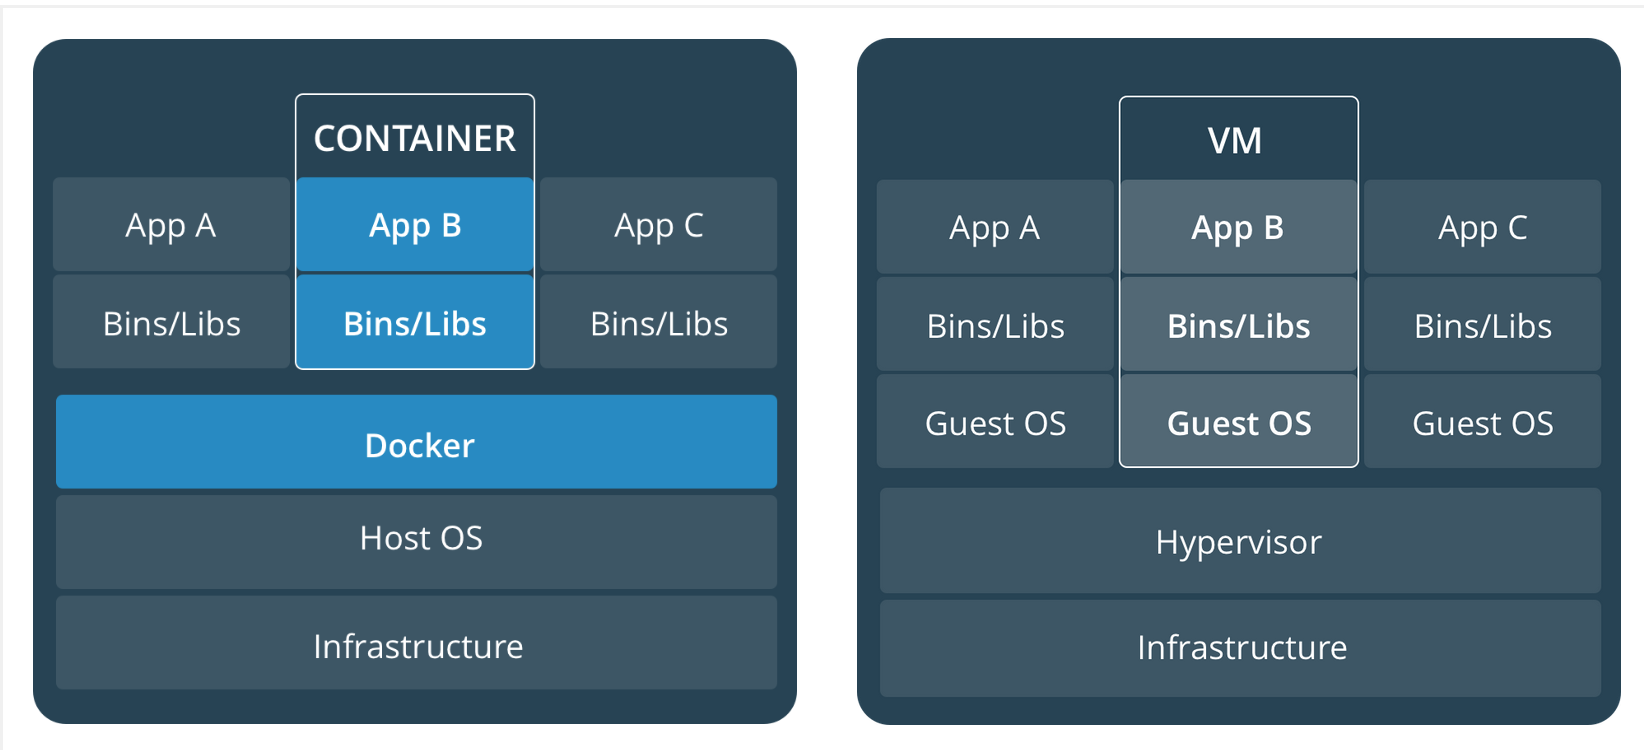 CONTAINER
App A
App B
App C
Bins/Libs
Bins/Libs
Bins/Libs
Docker
Host OS
Infrastructure
VM
App A
App B
App C
Bins/Libs
Bins/Libs
Bins/Libs
Guest OS
Guest OS
Guest OS
Hypervisor
Infrastructure